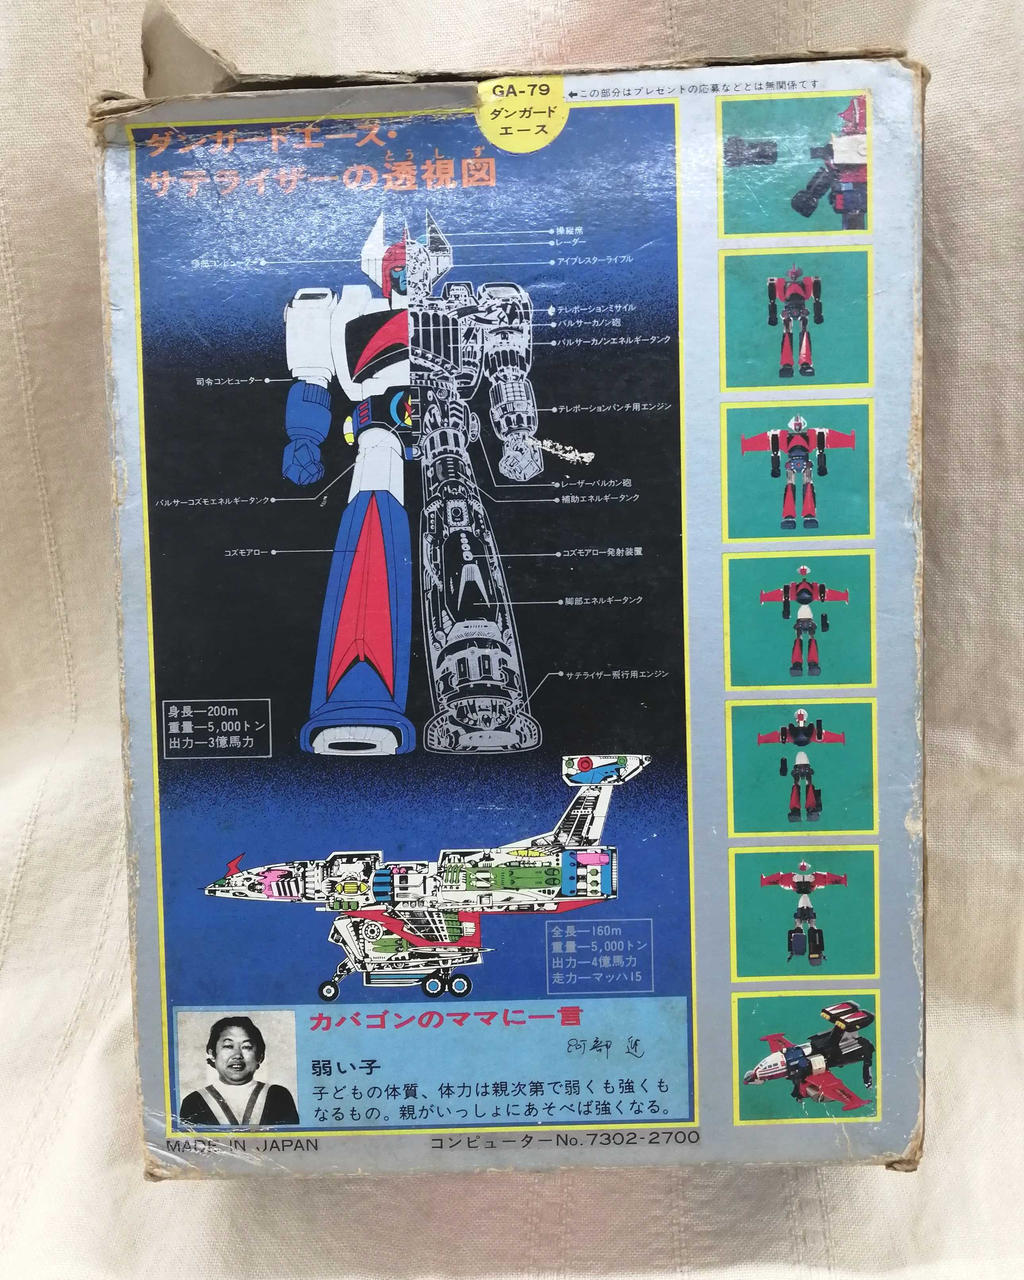 GA-79
ダンガード
エース
←この部分はプレゼントの応募などとは無関係です
ダンガードエース・
サテライザーの透視図
とうしず
操縦席
レーダー
アイブレスターライフル
コンピューター
テレポーションミサイル
パルサーカノン砲
パルサーカノンエネルギータンク
司令コンピューター
テレポーションパンチ用エンジン
レーザーバルカン砲
補助エネルギータンク
パルサーコズモエネルギータンク
コズモアロー
コズモアロー発射装置
脚部エネルギータンク
サテライザー飛行用エンジン
身長—200m
重量—5,000トン
出力—3億馬力
全長—160m
重量—5,000トン
出力—4億馬力
走力—マッハ15
カバゴンのママに一言
阿部 進
弱い子
子どもの体質、体力は親次第で弱くも強くも
なるもの。親がいっしょにあそべば強くなる。
MADE IN JAPAN
コンピューターNo.7302-2700